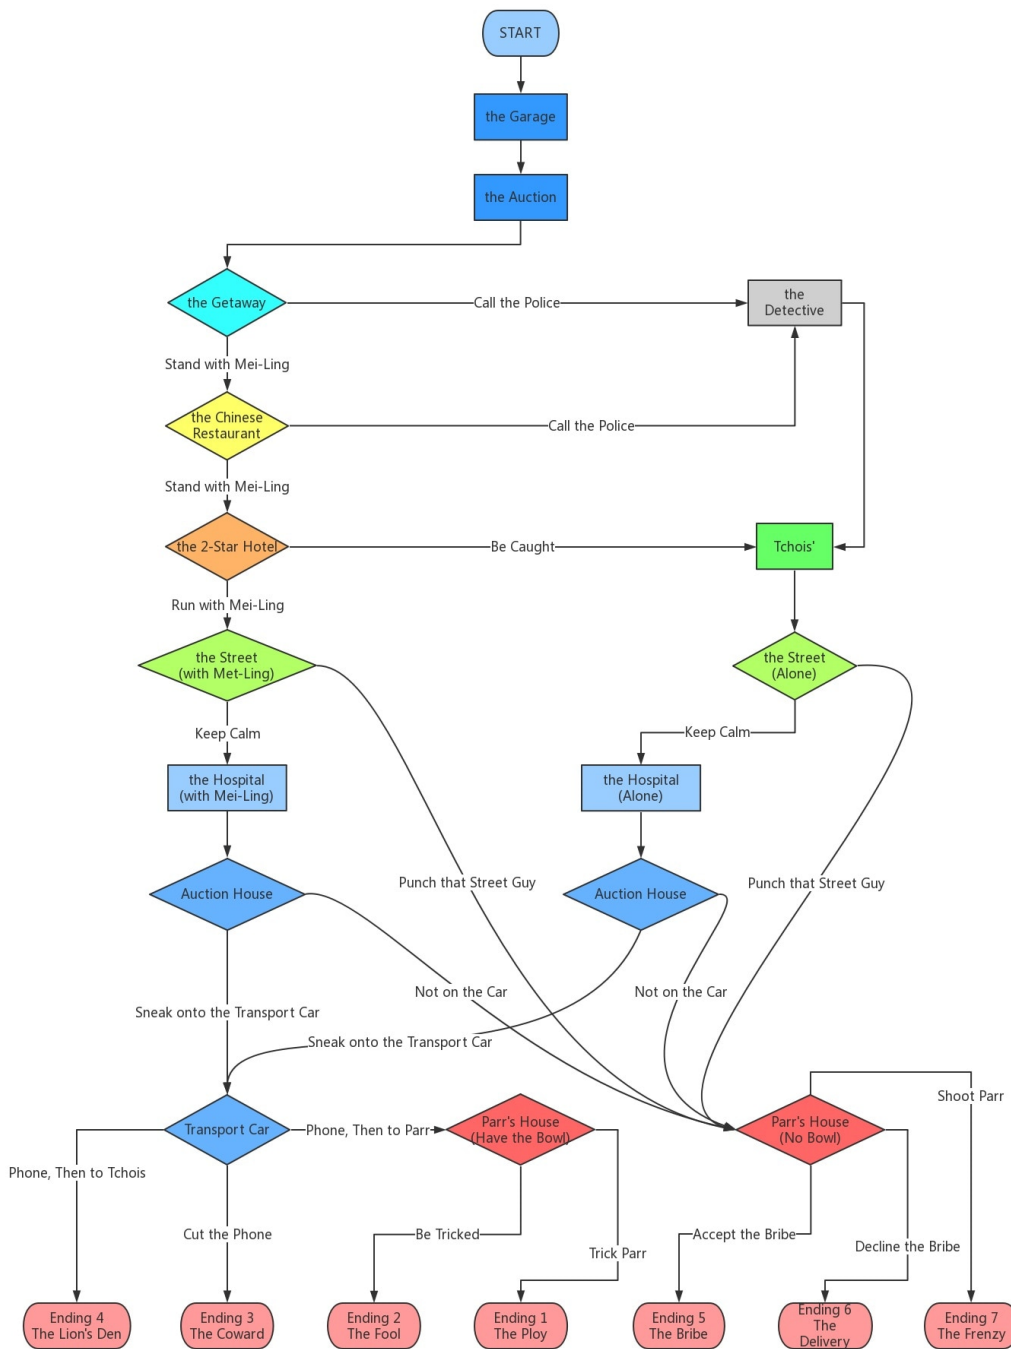 START
the Garage
the Auction
the Getaway
Call the Police
the
Detective
Stand with Mei-Ling
the Chinese
Restaurant
Call the Police
Stand with Mei-Ling
the 2-Star Hotel
Be Caught
Tchois'
Run with Mei-Ling
the Street
(with Met-Ling)
the Street
(Alone)
Keep Calm
Keep Calm
the Hospital
(with Mei-Ling)
the Hospital
(Alone)
Punch that Street Guy
Punch that Street Guy
Auction House
Auction House
Not on the Car
Not on the Car
Sneak onto the Transport Car
Sneak onto the Transport Car
Shoot Parr
Transport Car
Phone, Then to Parr
Parr's House
(Have the Bowl)
Parr's House
(No Bowl)
Phone, Then to Tchois
Cut the Phone
Be Tricked
Trick Parr
Accept the Bribe
Decline the Bribe
Ending 4
The Lion's Den
Ending 3
The Coward
Ending 2
The Fool
Ending 1
The Ploy
Ending 5
The Bribe
Ending 6
The
Delivery
Ending 7
The Frenzy